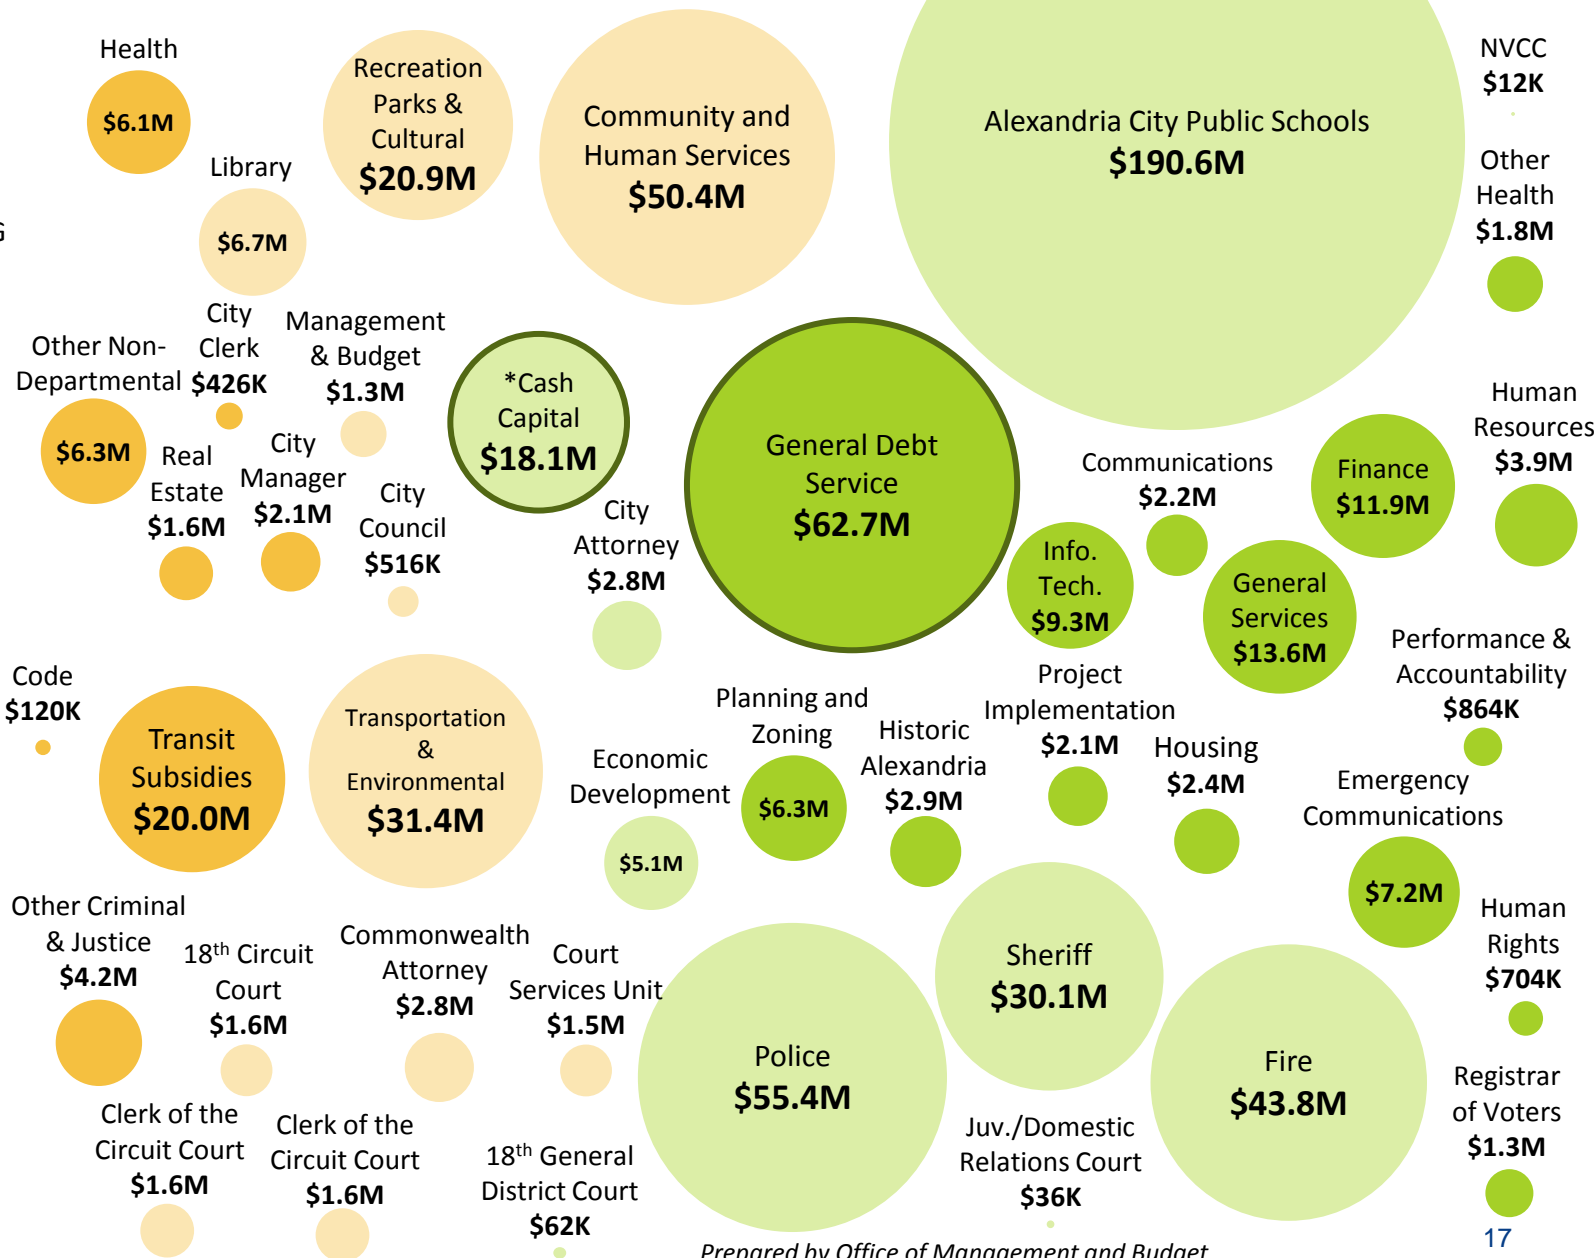 Health
$6.1M
Library
$6.7M
G
Recreation
Parks &
Cultural
$20.9M
Community and
Human Services
$50.4M
Alexandria City Public Schools
$190.6M
NVCC
$12K
Other
Health
$1.8M
Other Non-
Departmental
$6.3M
City
Clerk
$426K
Management
& Budget
$1.3M
Real
Estate
$1.6M
City
Manager
$2.1M
City
Council
$516K
*Cash
Capital
$18.1M
City
Attorney
$2.8M
General Debt
Service
$62.7M
Communications
$2.2M
Finance
$11.9M
Human
Resources
$3.9M
Info.
Tech.
$9.3M
General
Services
$13.6M
Performance &
Accountability
$864K
Code
$120K
Transit
Subsidies
$20.0M
Transportation
&
Environmental
$31.4M
Economic
Development
$5.1M
Planning and
Zoning
$6.3M
Historic
Alexandria
$2.9M
Project
Implementation
$2.1M
Housing
$2.4M
Emergency
Communications
$7.2M
Other Criminal
& Justice
$4.2M
18th Circuit
Court
$1.6M
Commonwealth
Attorney
$2.8M
Court
Services Unit
$1.5M
Police
$55.4M
Sheriff
$30.1M
Fire
$43.8M
Human
Rights
$704K
Clerk of the
Circuit Court
$1.6M
Clerk of the
Circuit Court
$1.6M
18th General
District Court
$62K
Juv./Domestic
Relations Court
$36K
Registrar
of Voters
$1.3M
Prepared by Office of Management and Budget
17